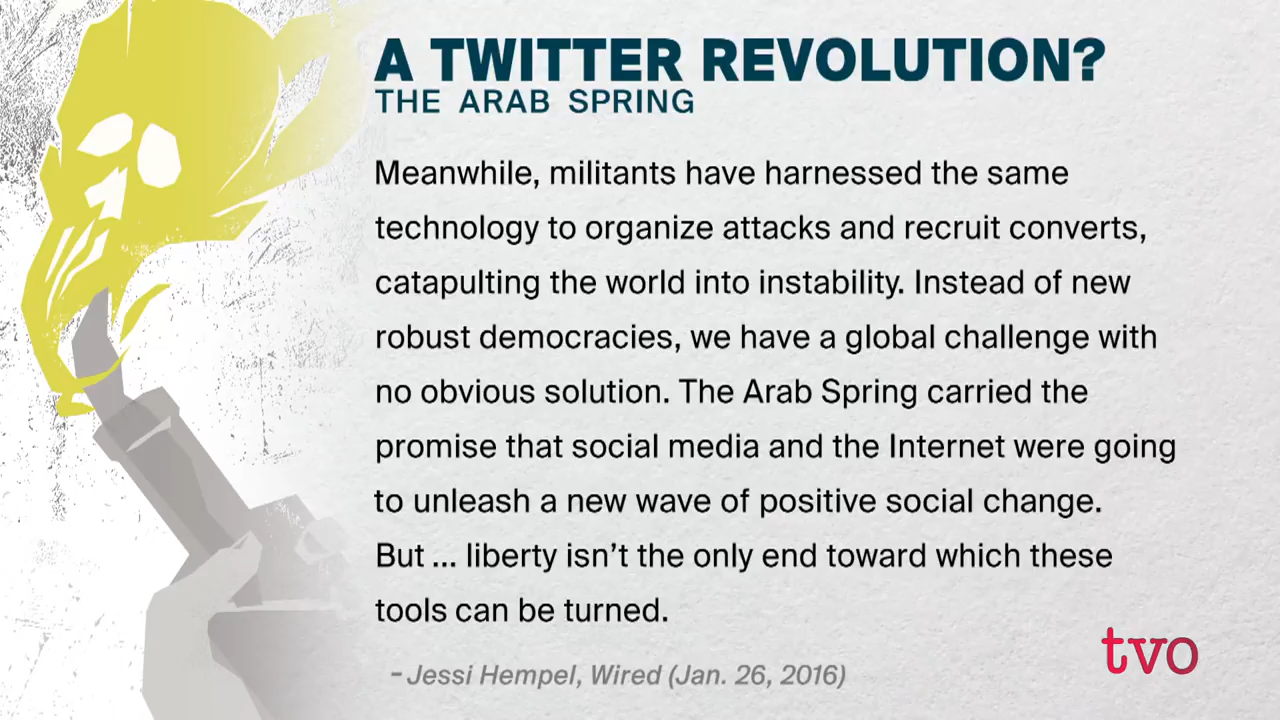 A TWITTER REVOLUTION?
THE ARAB SPRING
Meanwhile, militants have harnessed the same
technology to organize attacks and recruit converts,
catapulting the world into instability. Instead of new
robust democracies, we have a global challenge with
no obvious solution. The Arab Spring carried the
promise that social media and the Internet were going
to unleash a new wave of positive social change.
But ... liberty isn’t the only end toward which these
tools can be turned.
– Jessi Hempel, Wired (Jan. 26, 2016)
tvo